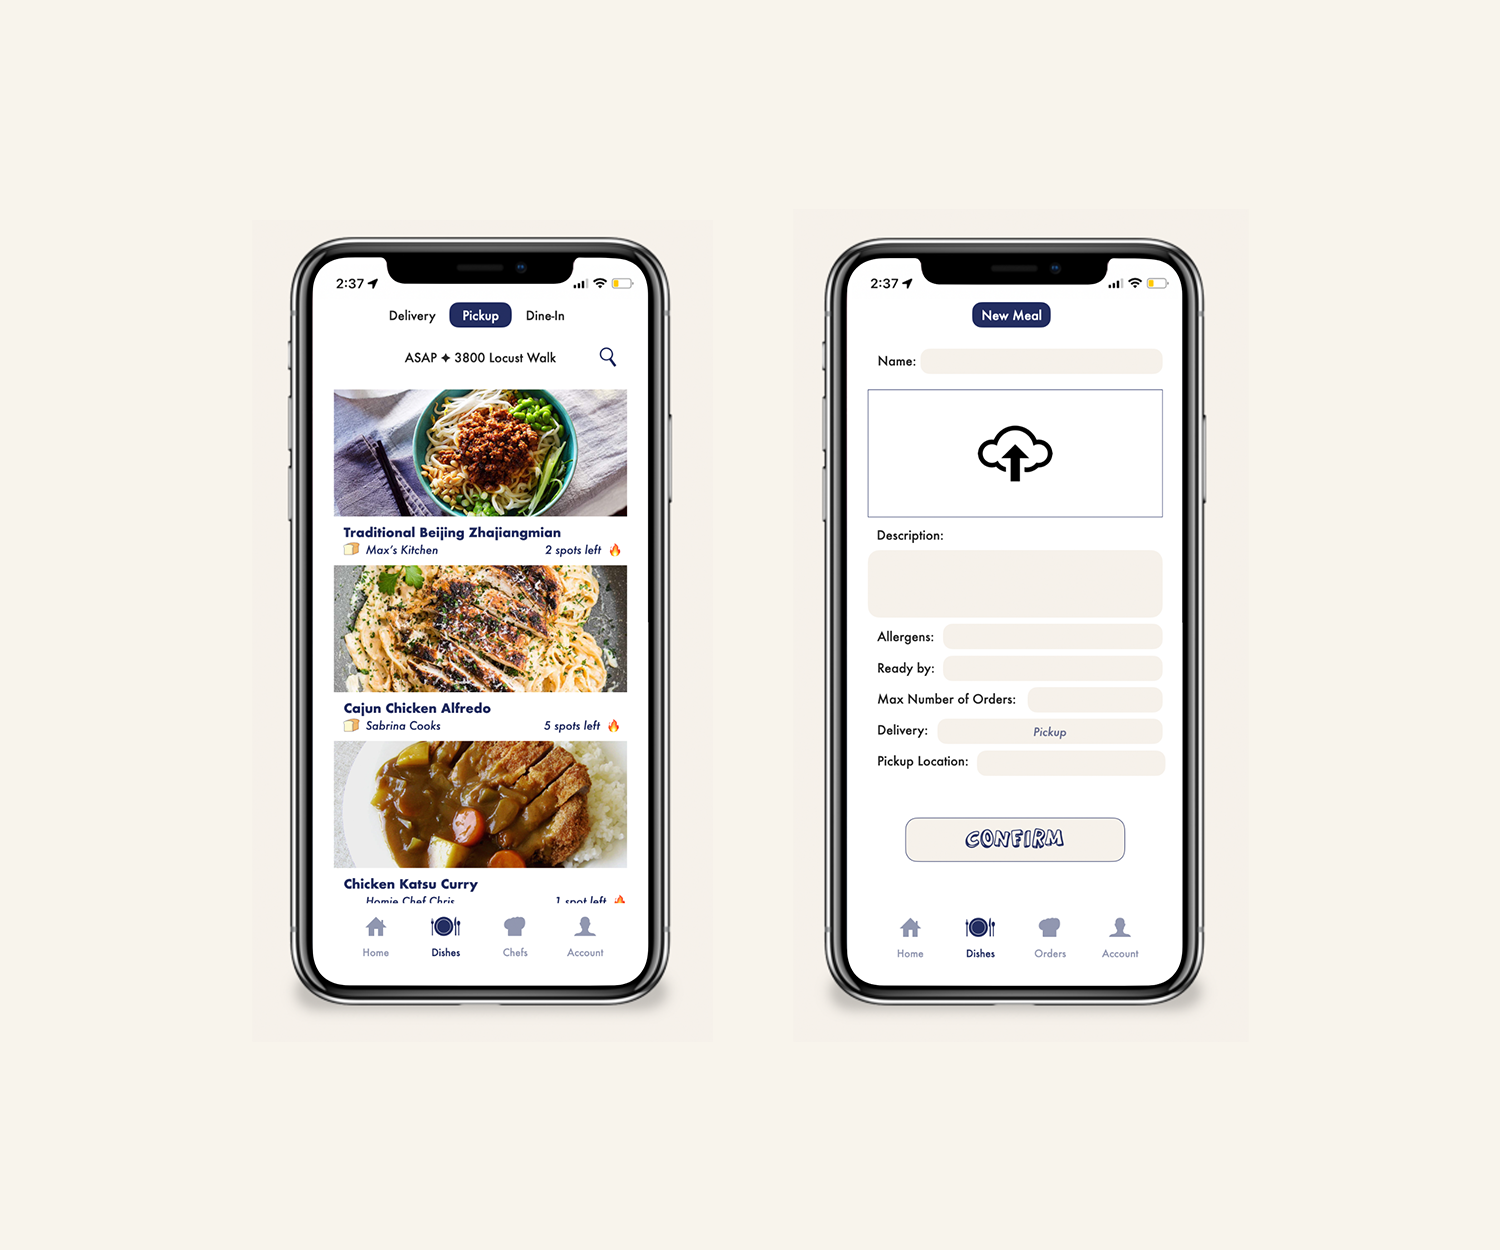 2:37
Delivery Pickup Dine-In
ASAP ✦ 3800 Locust Walk
Traditional Beijing Zhajiangmian
Max's Kitchen 2 spots left 🔥
Cajun Chicken Alfredo
Sabrina Cooks 5 spots left 🔥
Chicken Katsu Curry
Homie Chef Chris 1 spot left 🔥
Home Dishes Chefs Account
2:37
New Meal
Name:
Description:
Allergens:
Ready by:
Max Number of Orders:
Delivery: Pickup
Pickup Location:
CONFIRM
Home Dishes Orders Account